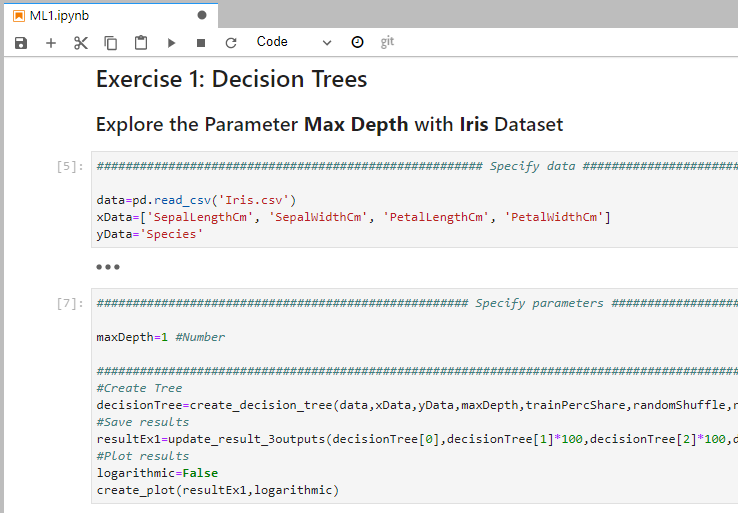 ML1.ipynb
Code
git
Exercise 1: Decision Trees
Explore the Parameter Max Depth with Iris Dataset
[5]:
###################################################### Specify data ######################
data=pd.read_csv('Iris.csv')
xData=['SepalLengthCm', 'SepalWidthCm', 'PetalLengthCm', 'PetalWidthCm']
yData='Species'
[7]:
#################################################### Specify parameters ##################
maxDepth=1 #Number
##########################################################################################
#Create Tree
decisionTree=create_decision_tree(data,xData,yData,maxDepth,trainPercShare,randomShuffle,
#Save results
resultEx1=update_result_3outputs(decisionTree[0],decisionTree[1]*100,decisionTree[2]*100,
#Plot results
logarithmic=False
create_plot(resultEx1,logarithmic)